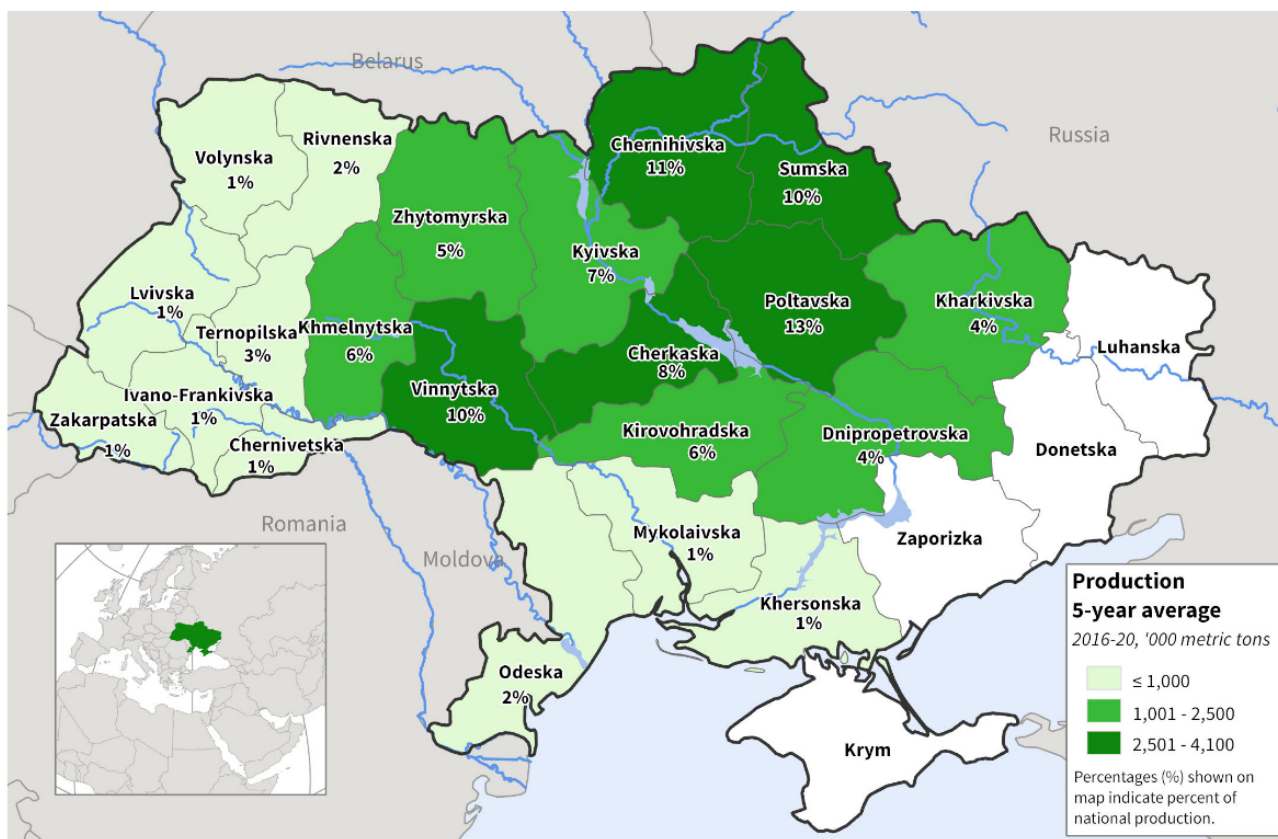 Belarus
Russia
Volynska
1%
Rivnenska
2%
Zhytomyrska
5%
Kyivska
7%
Chernihivska
11%
Sumska
10%
Lvivska
1%
Ternopilska
3%
Khmelnytska
6%
Vinnytska
10%
Cherkaska
8%
Poltavska
13%
Kharkivska
4%
Luhanska
Zakarpatska
1%
Ivano-Frankivska
1%
Chernivetska
1%
Kirovohradska
6%
Dnipropetrovska
4%
Donetska
Romania
Moldova
Mykolaivska
1%
Zaporizka
Khersonska
1%
Odeska
2%
Krym
Production
5-year average
2016-20, '000 metric tons
≤ 1,000
1,001 - 2,500
2,501 - 4,100
Percentages (%) shown on
map indicate percent of
national production.